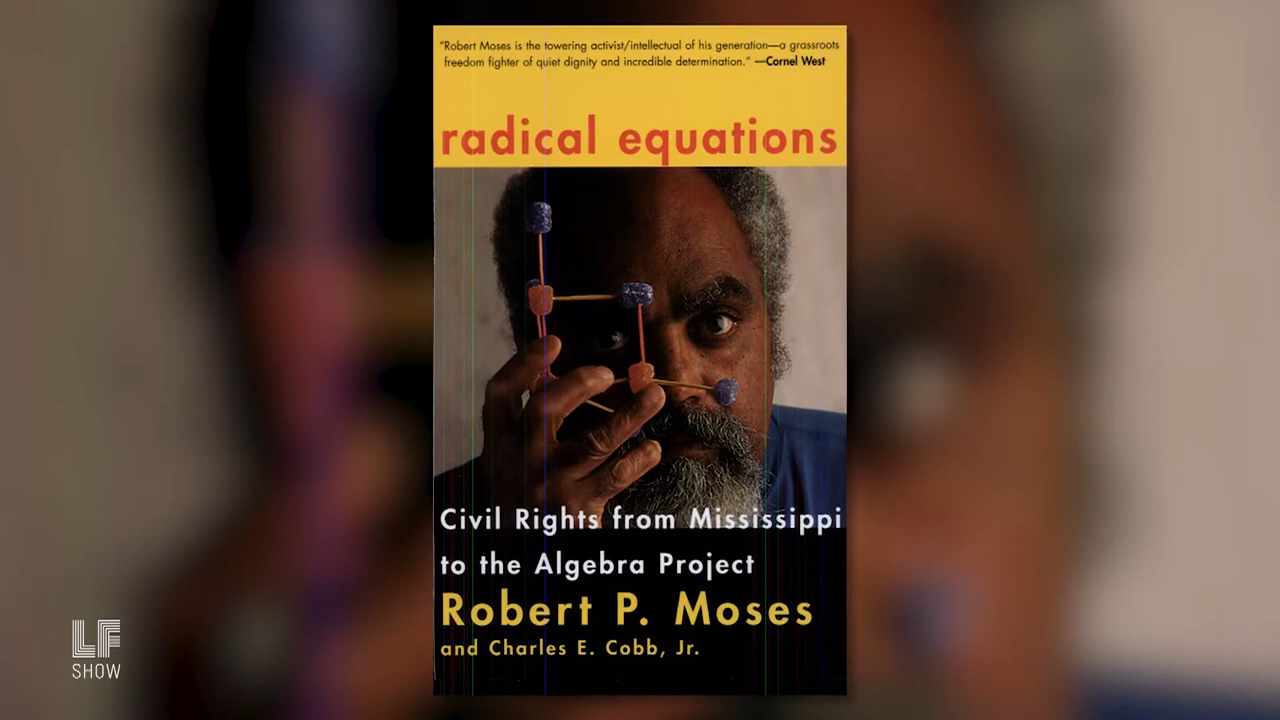 “Robert Moses is the towering activist/intellectual of his generation—a grassroots
freedom fighter of quiet dignity and incredible determination.” —Cornel West
radical equations
Civil Rights from Mississippi
to the Algebra Project
Robert P. Moses
and Charles E. Cobb, Jr.
LF
SHOW